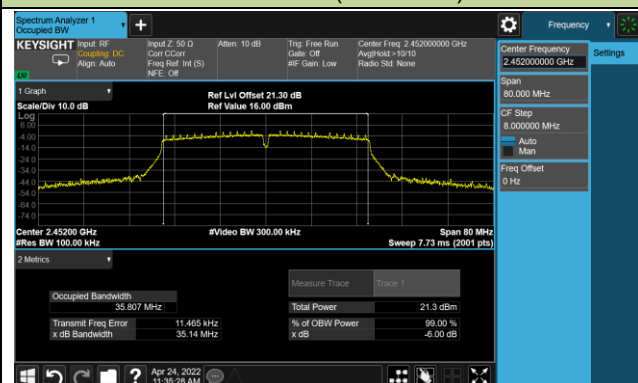 Spectrum Analyzer 1
Occupied BW
+
Frequency
KEYSIGHT Input: RF Input Z: 50 Ω Atten: 10 dB Trig: Free Run Center Freq: 2.452000000 GHz
Coupling: DC Corr CCorr Gate: Off Avg|Hold:>10/10
Align: Auto Freq Ref: Int (S) #IF Gain: Low Radio Std: None
NFE: Off
LXI
Center Frequency
2.452000000 GHz
Settings
Span
80.000 MHz
CF Step
8.000000 MHz
Auto
Man
Freq Offset
0 Hz
1 Graph
Ref Lvl Offset 21.30 dB
Scale/Div 10.0 dB Ref Value 16.00 dBm
Log
6.00
-4.00
-14.0
-24.0
-34.0
-44.0
-54.0
-64.0
-74.0
Center 2.45200 GHz #Video BW 300.00 kHz Span 80 MHz
#Res BW 100.00 kHz Sweep 7.73 ms (2001 pts)
2 Metrics
Measure Trace Trace 1
Occupied Bandwidth
35.807 MHz Total Power 21.3 dBm
Transmit Freq Error 11.465 kHz % of OBW Power 99.00 %
x dB Bandwidth 35.14 MHz x dB -6.00 dB
Apr 24, 2022
11:35:28 AM